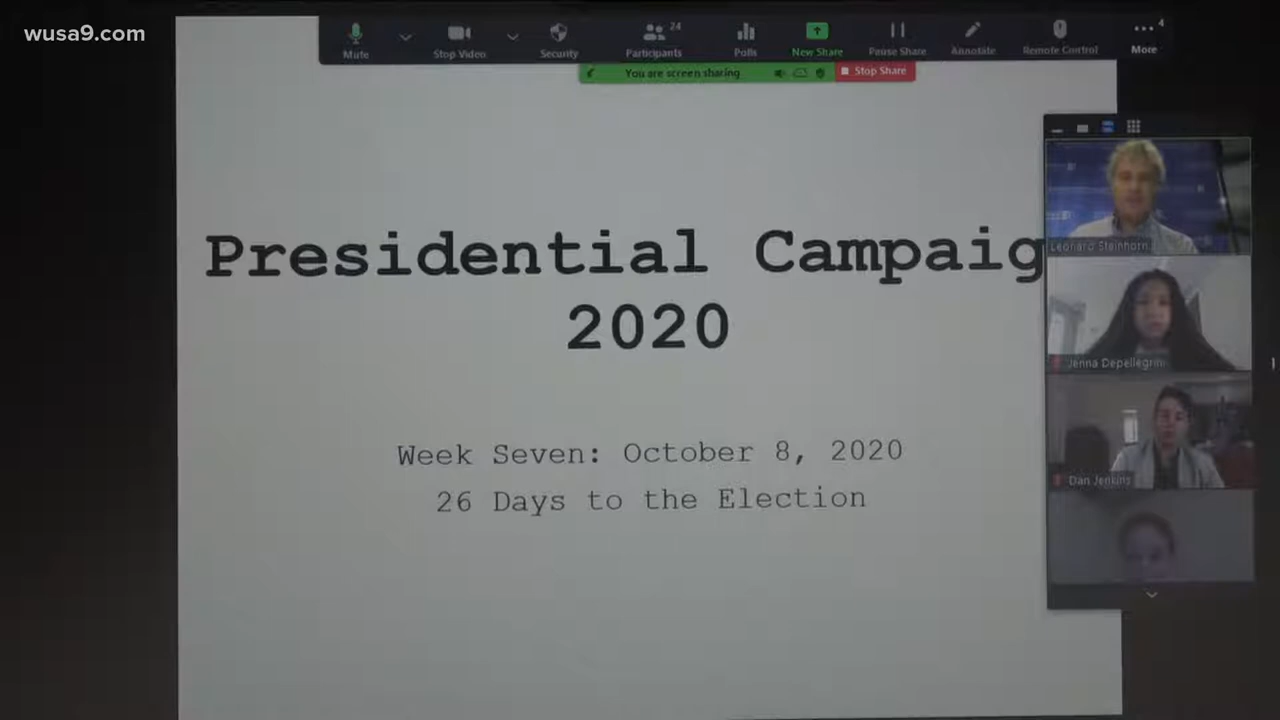 wusa9.com
Mute
Stop Video
Security
24
Participants
Polls
New Share
Pause Share
Annotate
Remote Control
4
More
You are screen sharing
Stop Share
Presidential Campaig
2020
Week Seven: October 8, 2020
26 Days to the Election
Leonard Steinhorn
Jenna Depellegrin
Dan Jenkins